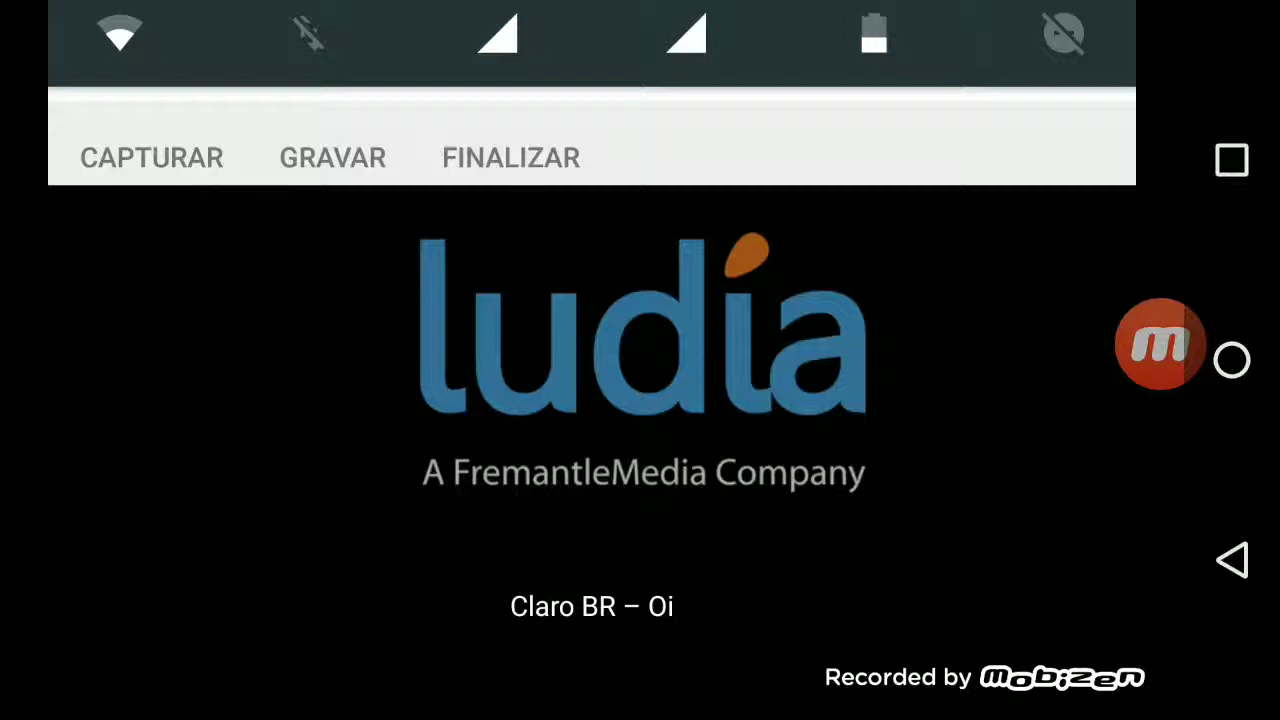 CAPTURAR GRAVAR FINALIZAR
ludia
A FremantleMedia Company
m
Claro BR – Oi
Recorded by mobizen